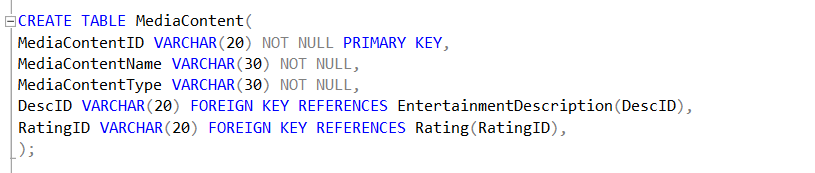 CREATE TABLE MediaContent(
MediaContentID VARCHAR(20) NOT NULL PRIMARY KEY,
MediaContentName VARCHAR(30) NOT NULL,
MediaContentType VARCHAR(30) NOT NULL,
DescID VARCHAR(20) FOREIGN KEY REFERENCES EntertainmentDescription(DescID),
RatingID VARCHAR(20) FOREIGN KEY REFERENCES Rating(RatingID),
);